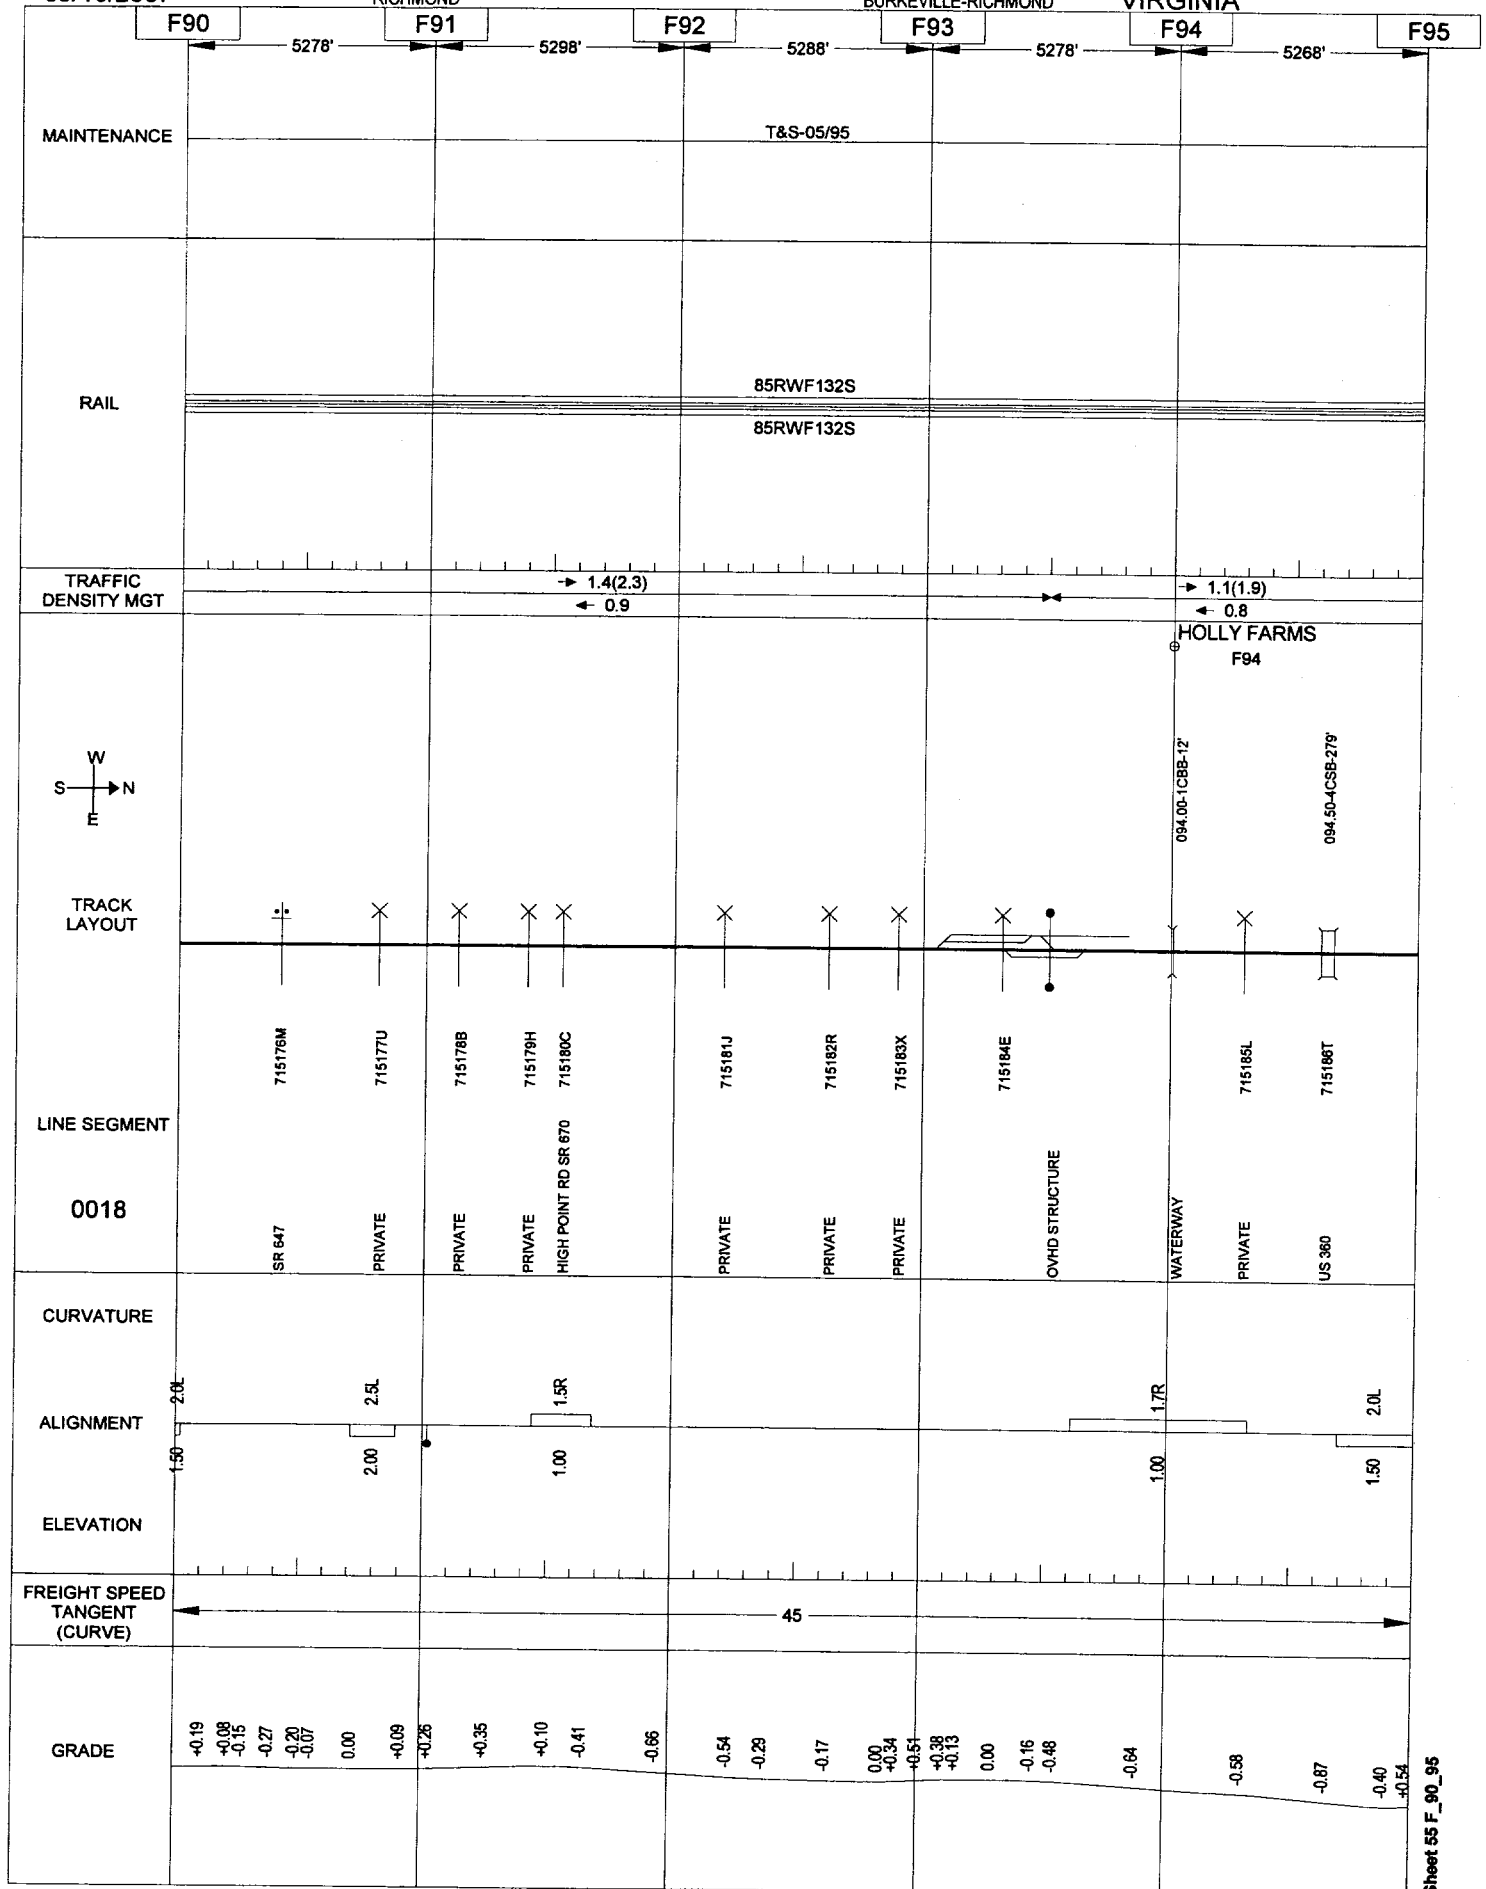 RICHMOND BURKEVILLE-RICHMOND VIRGINIA
F90 F91 F92 F93 F94 F95
5278' 5298' 5288' 5278' 5268'
MAINTENANCE T&S-05/95
85RWF132S
RAIL
85RWF132S
TRAFFIC
DENSITY MGT
1.4(2.3) 1.1(1.9)
0.9 0.8
HOLLY FARMS
F94
W
S N
E
094.00-1CBB-12' 094.50-4CSB-279'
TRACK
LAYOUT
715176M 715177U 715178B 715179H 715180C 715181J 715182R 715183X 715184E 715185L 715186T
LINE SEGMENT
0018
SR 647 PRIVATE PRIVATE PRIVATE HIGH POINT RD SR 670 PRIVATE PRIVATE PRIVATE OVHD STRUCTURE WATERWAY PRIVATE US 360
CURVATURE
2.0L 2.5L 1.5R 1.7R 2.0L
ALIGNMENT
1.50 2.00 1.00 1.00 1.50
ELEVATION
FREIGHT SPEED
TANGENT
(CURVE)
45
GRADE
+0.19 +0.08 -0.15 -0.27 -0.20 -0.07 0.00 +0.09 +0.26 +0.35 +0.10 -0.41 -0.66 -0.54 -0.29 -0.17 0.00 +0.34 +0.51 +0.38 +0.13 0.00 -0.16 -0.48 -0.64 -0.58 -0.87 -0.40 +0.54
Sheet 55 F_90_95